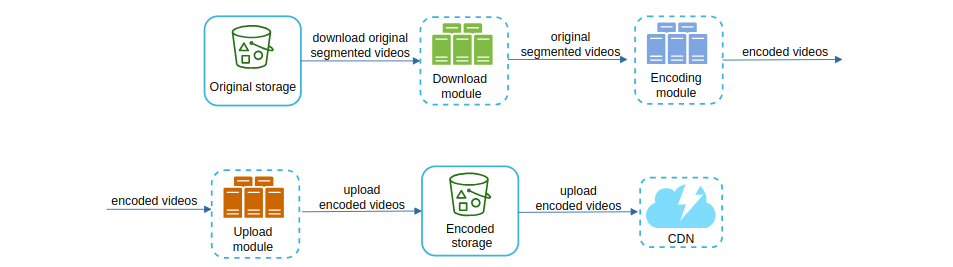 download original
segmented videos
original
segmented videos
encoded videos
Original storage
Download
module
Encoding
module
encoded videos
upload
encoded videos
upload
encoded videos
Upload
module
Encoded
storage
CDN